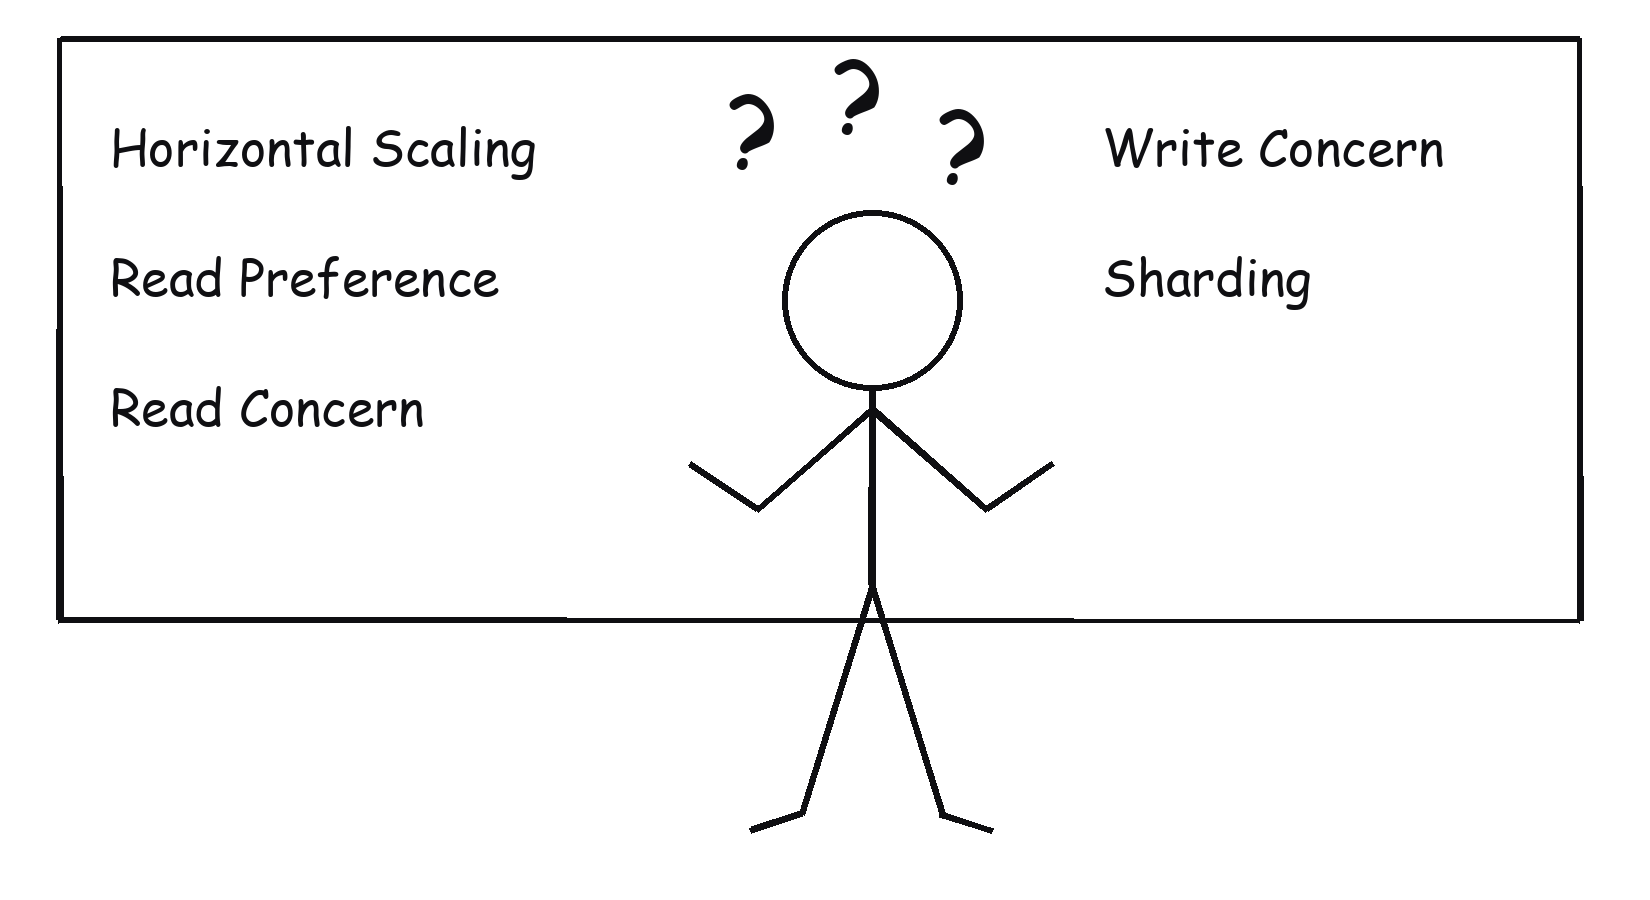 Horizontal Scaling
Read Preference
Read Concern
? ? ?
Write Concern
Sharding